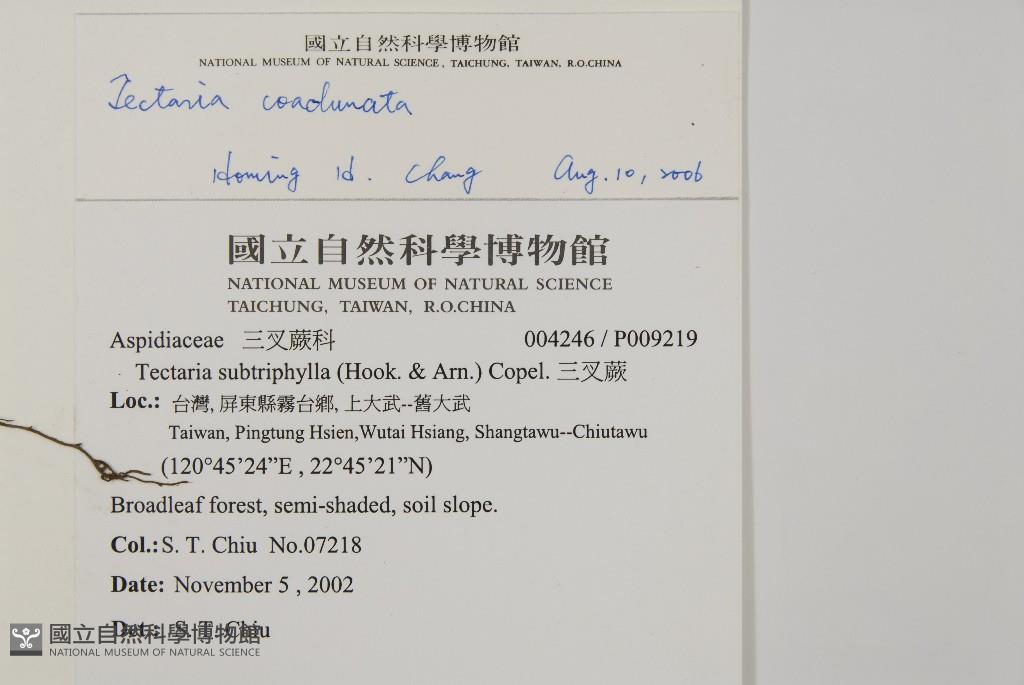 國立自然科學博物館
NATIONAL MUSEUM OF NATURAL SCIENCE, TAICHUNG, TAIWAN, R.O.CHINA
Tectaria coadunata
Homing H. Chang Aug. 10, 2006
國立自然科學博物館
NATIONAL MUSEUM OF NATURAL SCIENCE
TAICHUNG, TAIWAN, R.O.CHINA
Aspidiaceae 三叉蕨科 004246 / P009219
Tectaria subtriphylla (Hook. & Arn.) Copel. 三叉蕨
Loc.: 台灣, 屏東縣霧台鄉, 上大武--舊大武
Taiwan, Pingtung Hsien,Wutai Hsiang, Shangtawu--Chiutawu
(120°45’24”E , 22°45’21”N)
Broadleaf forest, semi-shaded, soil slope.
Col.: S. T. Chiu No.07218
Date: November 5 , 2002
Det.: S. T. Chiu
國立自然科學博物館
NATIONAL MUSEUM OF NATURAL SCIENCE